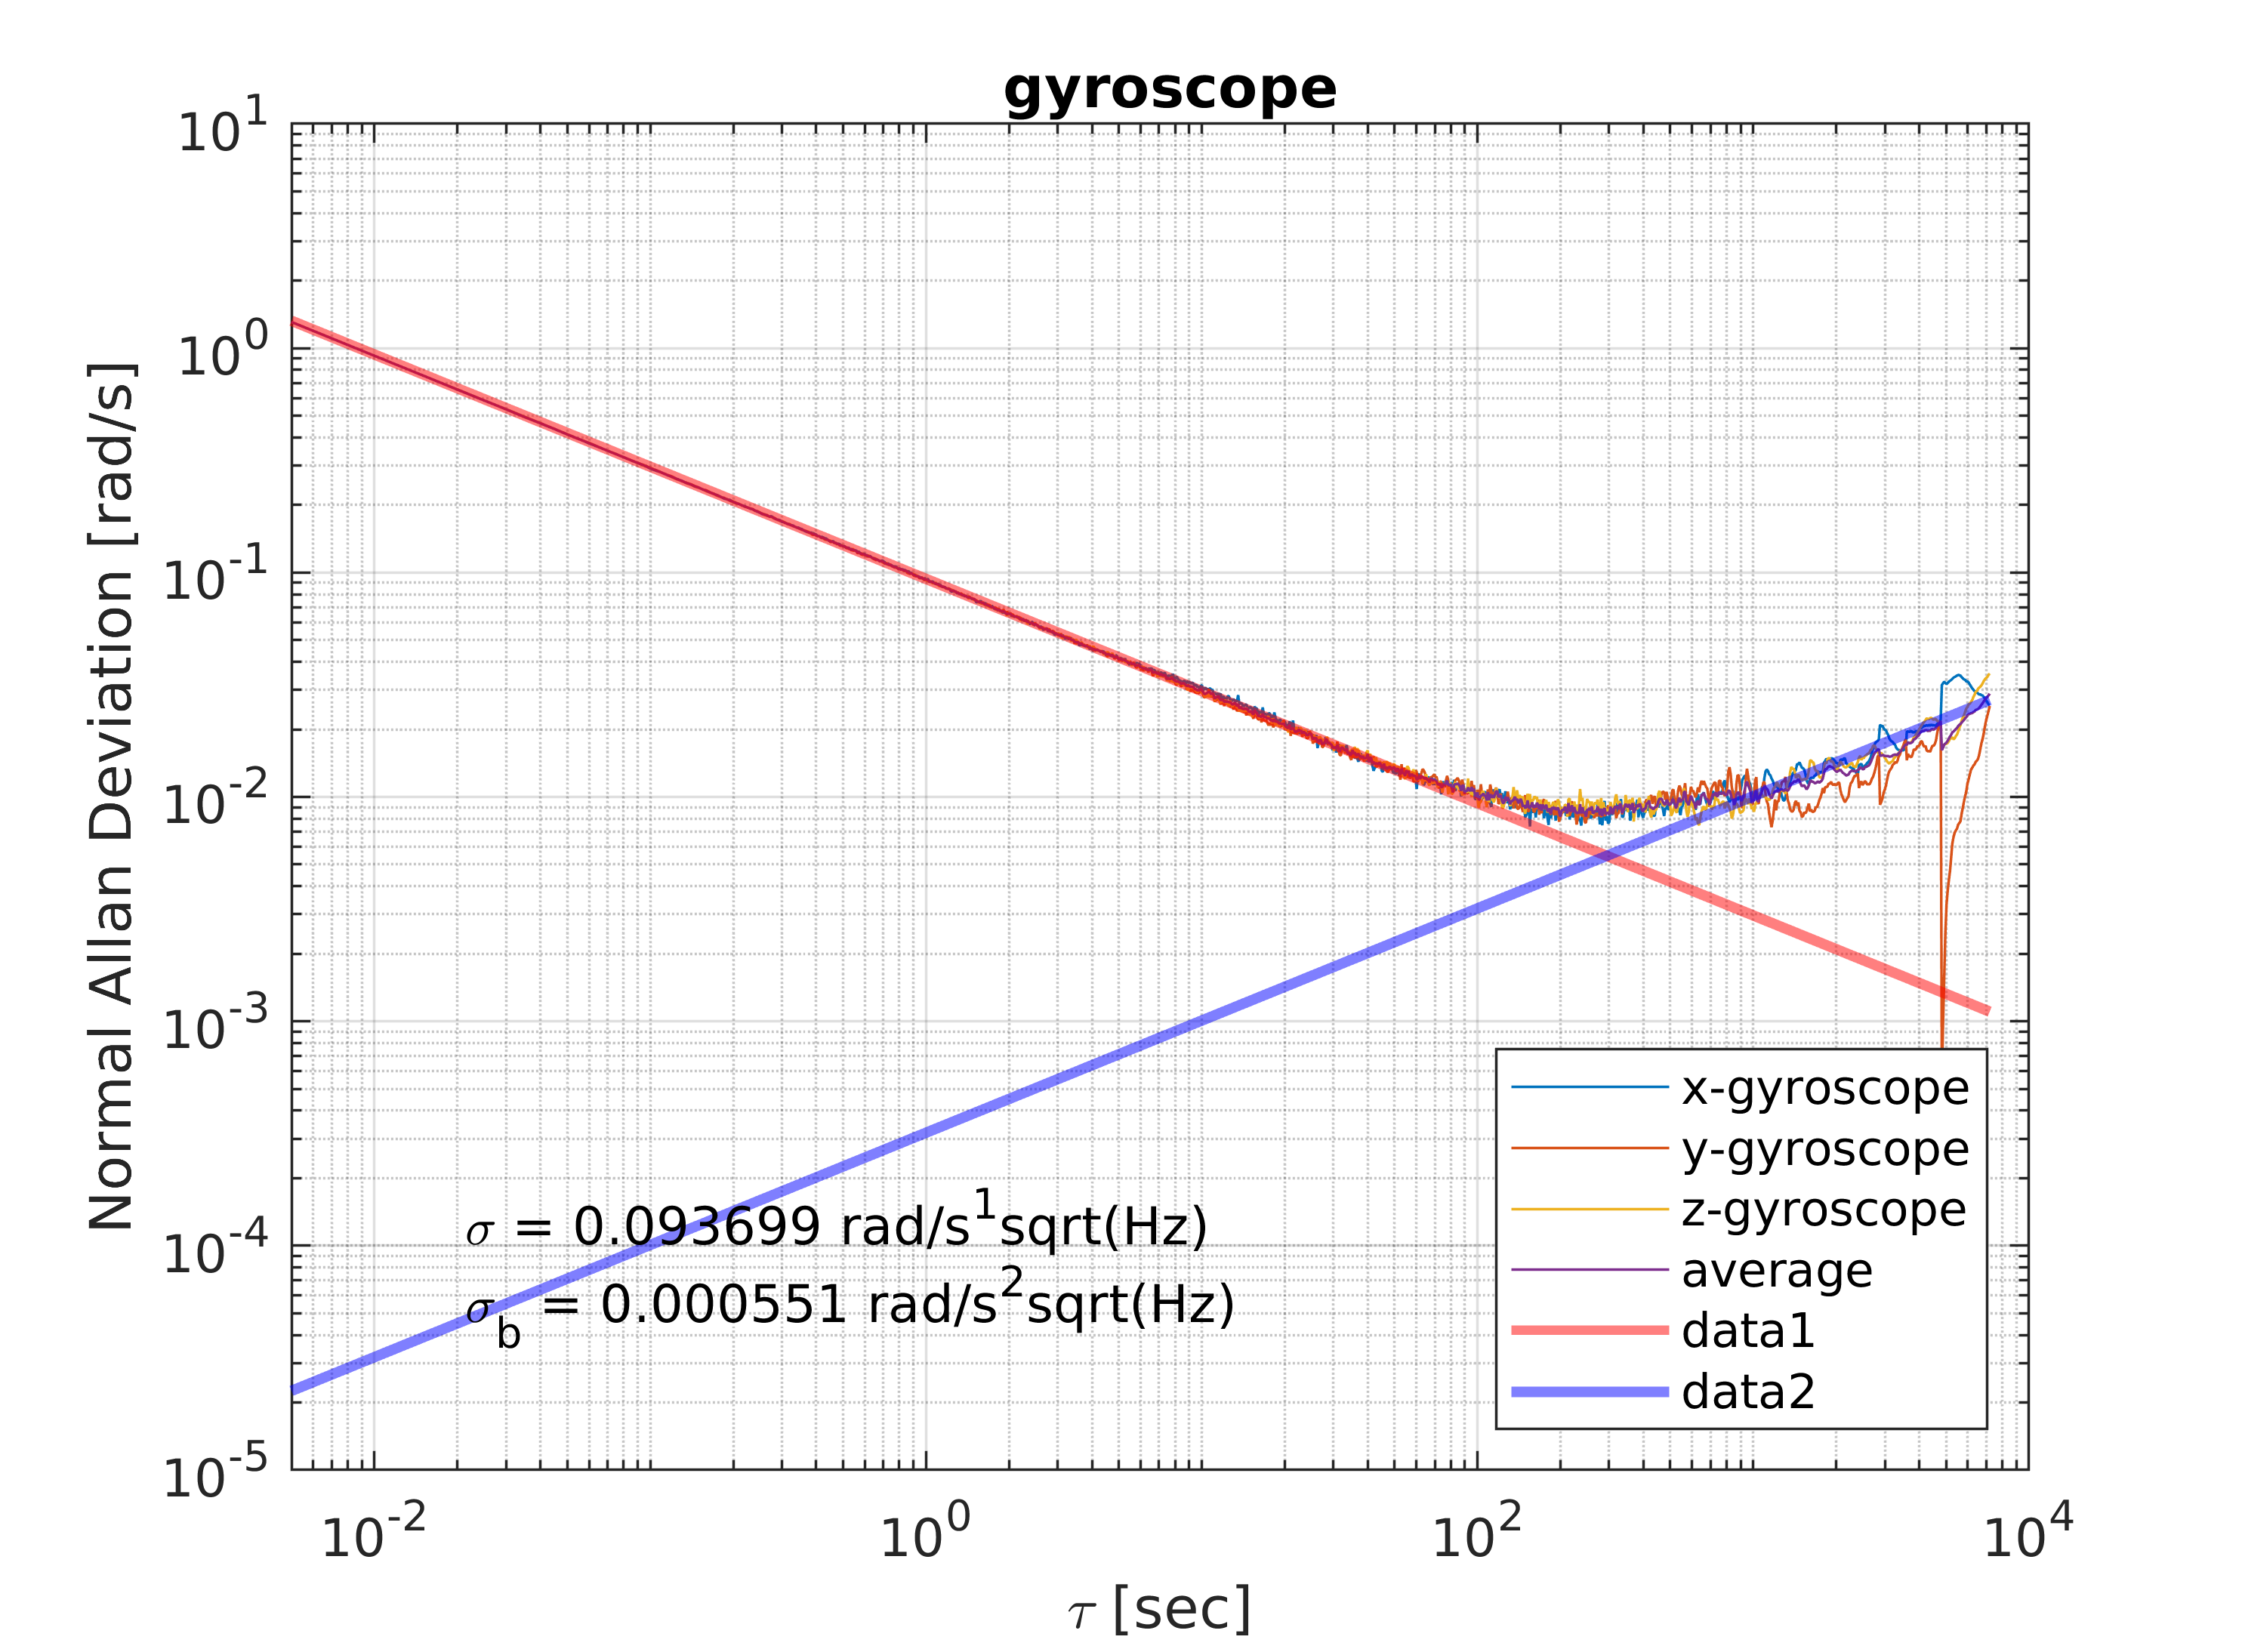 gyroscope
Normal Allan Deviation [rad/s]
10^1
10^0
10^-1
10^-2
10^-3
10^-4
10^-5
σ = 0.093699 rad/s^1sqrt(Hz)
σ_b = 0.000551 rad/s^2sqrt(Hz)
x-gyroscope
y-gyroscope
z-gyroscope
average
data1
data2
10^-2 10^0 10^2 10^4
τ [sec]